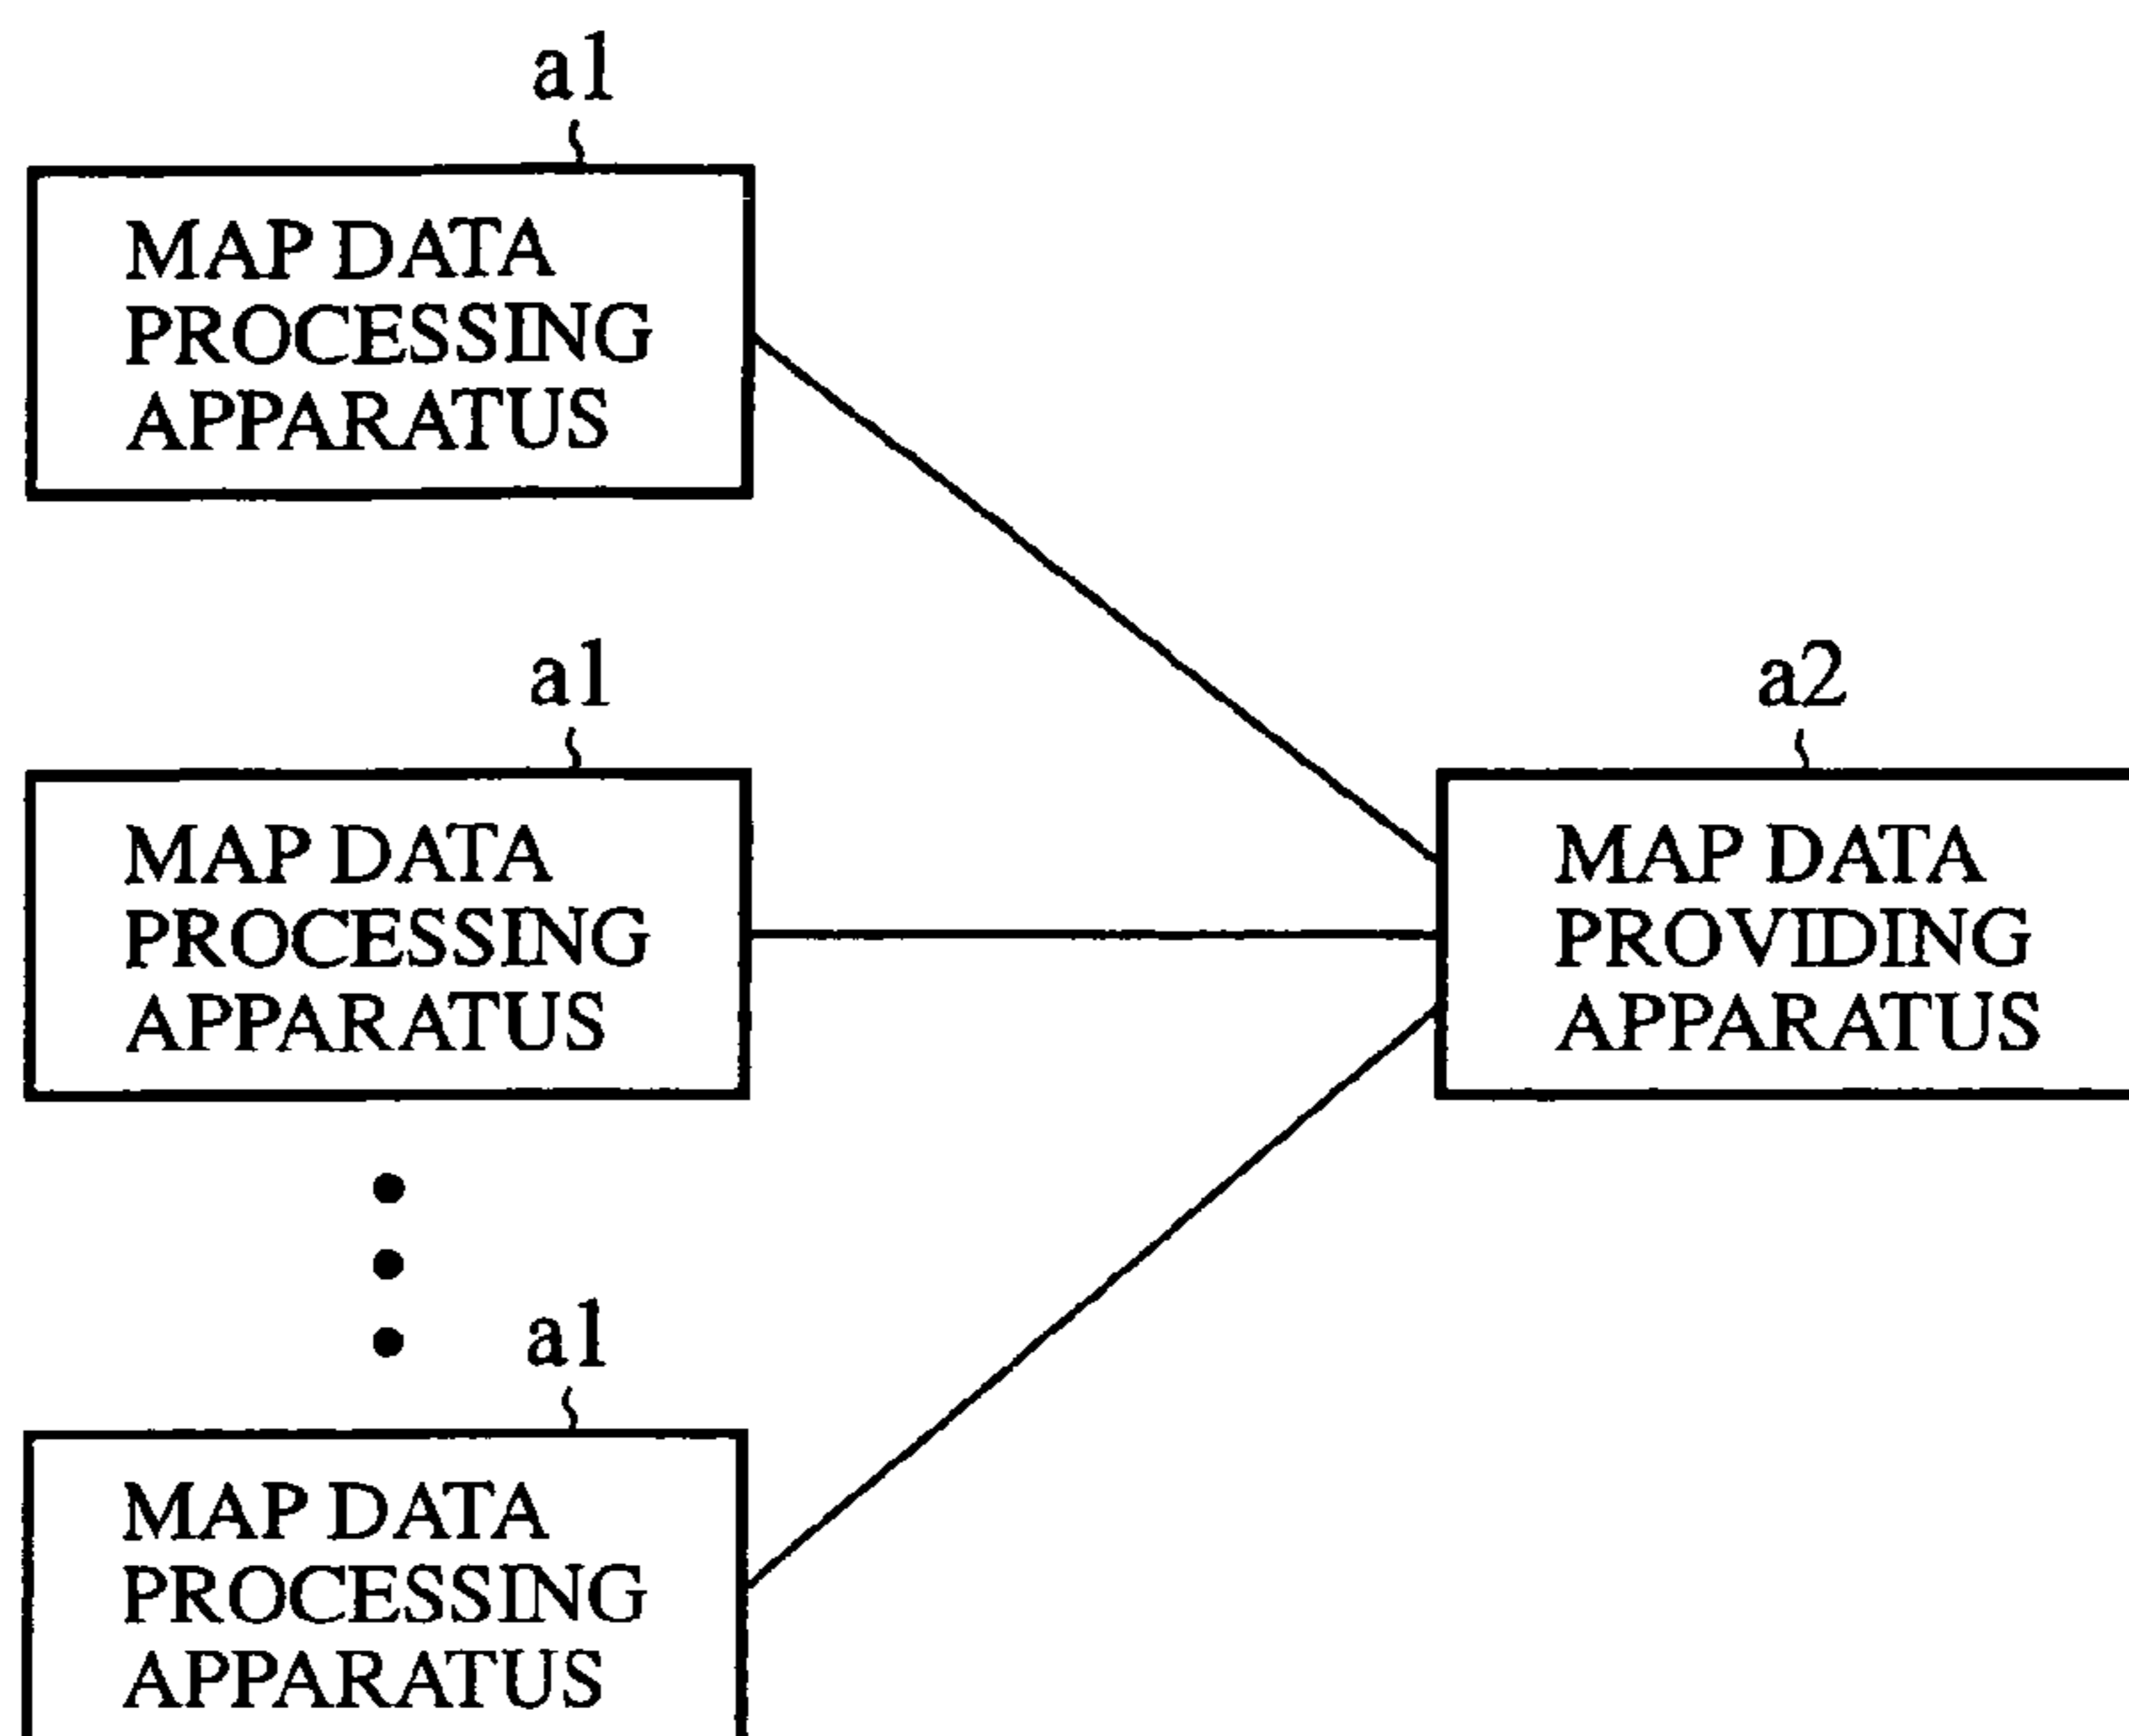 a1
MAP DATA
PROCESSING
APPARATUS
a1
MAP DATA
PROCESSING
APPARATUS
a2
MAP DATA
PROVIDING
APPARATUS
a1
MAP DATA
PROCESSING
APPARATUS